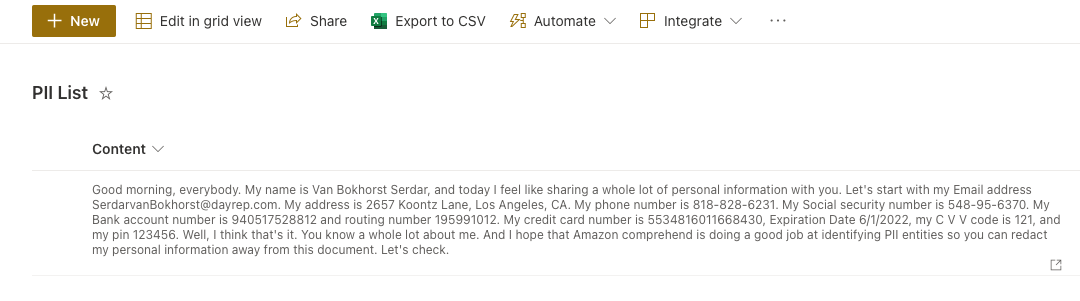 New Edit in grid view Share Export to CSV Automate Integrate ...
PII List
Content
Good morning, everybody. My name is Van Bokhorst Serdar, and today I feel like sharing a whole lot of personal information with you. Let's start with my Email address
SerdarvanBokhorst@dayrep.com. My address is 2657 Koontz Lane, Los Angeles, CA. My phone number is 818-828-6231. My Social security number is 548-95-6370. My
Bank account number is 940517528812 and routing number 195991012. My credit card number is 5534816011668430, Expiration Date 6/1/2022, my C V V code is 121, and
my pin 123456. Well, I think that's it. You know a whole lot about me. And I hope that Amazon comprehend is doing a good job at identifying PII entities so you can redact
my personal information away from this document. Let's check.